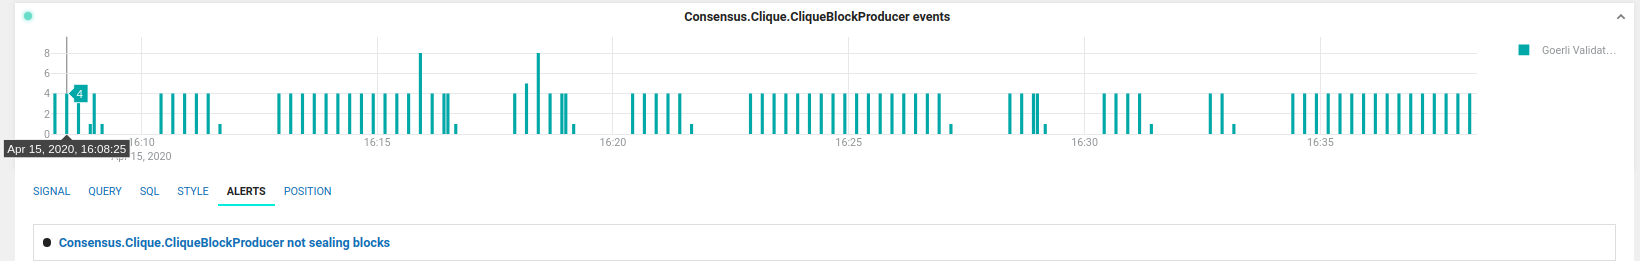 Consensus.Clique.CliqueBlockProducer events
Goerli Validat...
8
6
4
4
2
0
16:10 16:15 16:20 16:25 16:30 16:35
Apr 15, 2020, 16:08:25
Apr 15, 2020
SIGNAL QUERY SQL STYLE ALERTS POSITION
Consensus.Clique.CliqueBlockProducer not sealing blocks